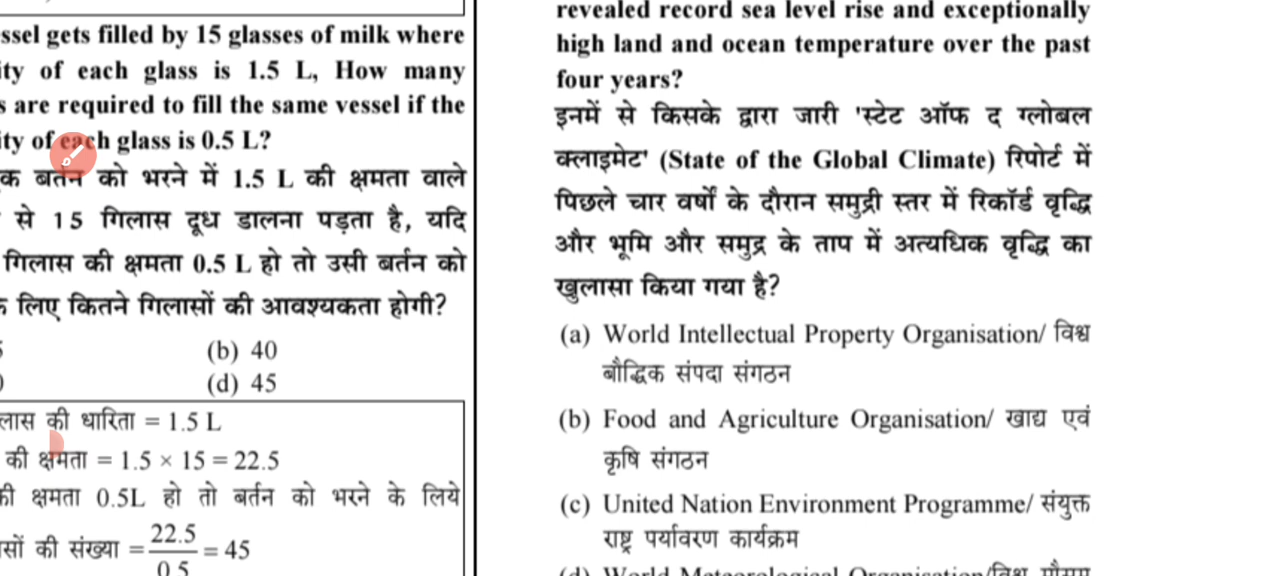 ssel gets filled by 15 glasses of milk where
ity of each glass is 1.5 L, How many
s are required to fill the same vessel if the
ity of each glass is 0.5 L?
क बर्तन को भरने में 1.5 L की क्षमता वाले
से 15 गिलास दूध डालना पड़ता है, यदि
गिलास की क्षमता 0.5 L हो तो उसी बर्तन को
लिए कितने गिलासों की आवश्यकता होगी?
(b) 40
(d) 45
लास की धारिता = 1.5 L
की क्षमता = 1.5 × 15 = 22.5
की क्षमता 0.5L हो तो बर्तन को भरने के लिये
सों की संख्या = 22.5/0.5 = 45
revealed record sea level rise and exceptionally
high land and ocean temperature over the past
four years?
इनमें से किसके द्वारा जारी 'स्टेट ऑफ द ग्लोबल
क्लाइमेट' (State of the Global Climate) रिपोर्ट में
पिछले चार वर्षों के दौरान समुद्री स्तर में रिकॉर्ड वृद्धि
और भूमि और समुद्र के ताप में अत्यधिक वृद्धि का
खुलासा किया गया है?
(a) World Intellectual Property Organisation/ विश्व
बौद्धिक संपदा संगठन
(b) Food and Agriculture Organisation/ खाद्य एवं
कृषि संगठन
(c) United Nation Environment Programme/ संयुक्त
राष्ट्र पर्यावरण कार्यक्रम
(d) World Meteorological Organisation/विश्व मौसम